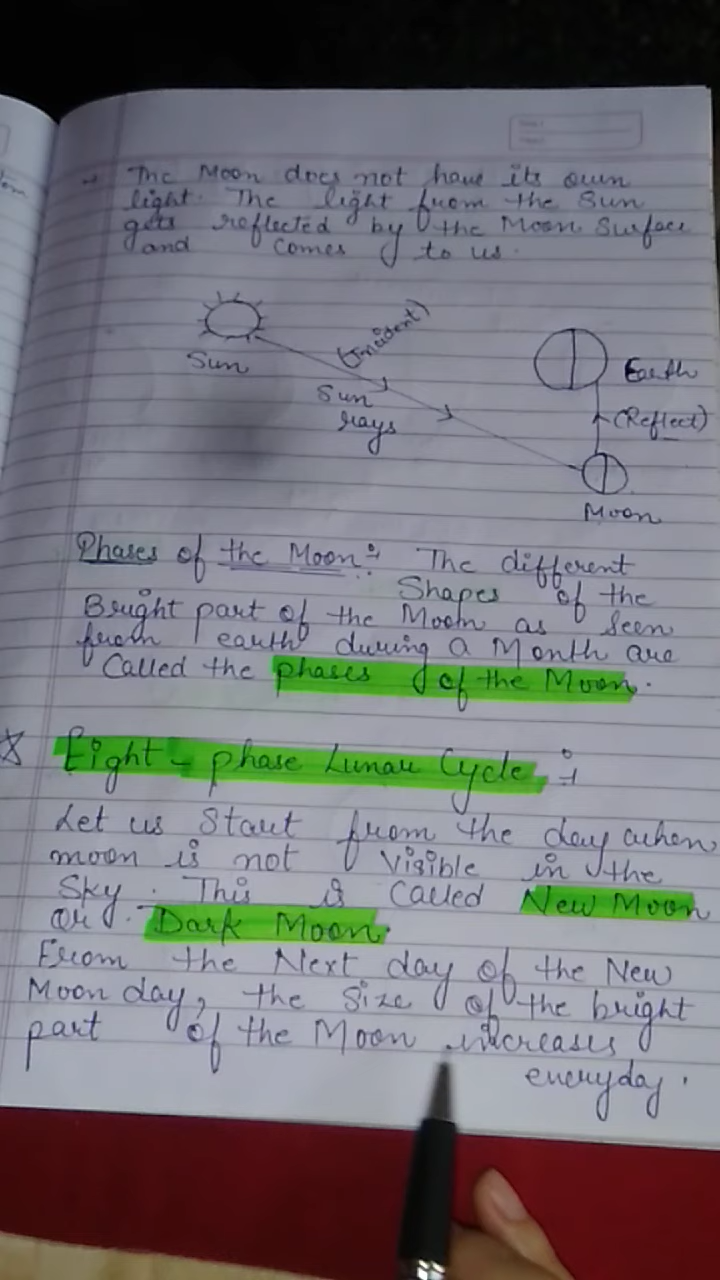 → The Moon does not have its own
light. The light from the Sun
gets reflected by the Moon Surface
and comes to us.
Sun
(Incident)
Sun
rays
Earth
(Reflect)
Moon
Phases of the Moon: The different
Shapes of the
Bright part of the Moon as seen
from earth during a Month are
Called the phases of the Moon.
Eight - phase Lunar Cycle :-
Let us Start from the day when
moon is not visible in the
Sky. This is Called New Moon
or Dark Moon.
From the Next day of the New
Moon day, the size of the bright
part of the Moon increases
everyday.